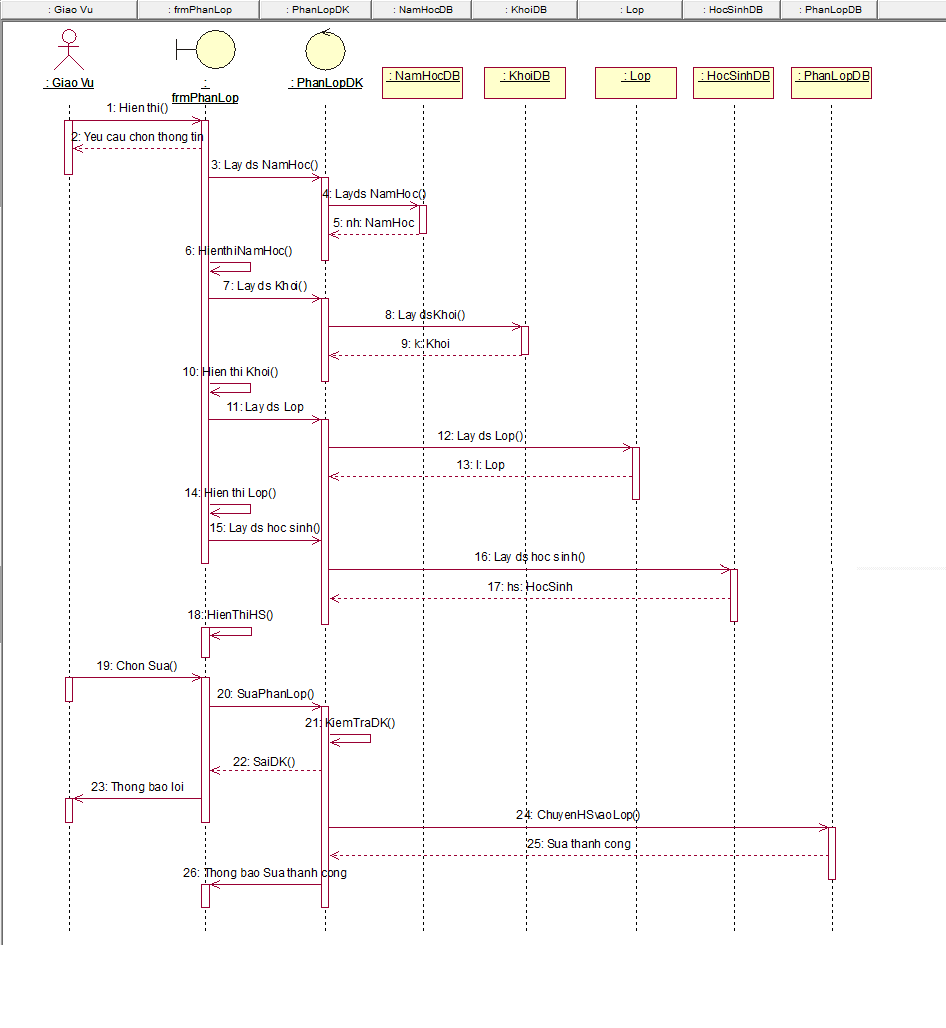 : Giao Vu
: frmPhanLop
: PhanLopDK
: NamHocDB
: KhoiDB
: Lop
: HocSinhDB
: PhanLopDB
: Giao Vu
:
frmPhanLop
: PhanLopDK
: NamHocDB
: KhoiDB
: Lop
: HocSinhDB
: PhanLopDB
1: Hien thi()
2: Yeu cau chon thong tin
3: Lay ds NamHoc()
4: Layds NamHoc()
5: nh: NamHoc
6: HienthiNamHoc()
7: Lay ds Khoi()
8: Lay dsKhoi()
9: k: Khoi
10: Hien thi Khoi()
11: Lay ds Lop
12: Lay ds Lop()
13: l: Lop
14: Hien thi Lop()
15: Lay ds hoc sinh()
16: Lay ds hoc sinh()
17: hs: HocSinh
18: HienThiHS()
19: Chon Sua()
20: SuaPhanLop()
21: KiemTraDK()
22: SaiDK()
23: Thong bao loi
24: ChuyenHSvaoLop()
25: Sua thanh cong
26: Thong bao Sua thanh cong